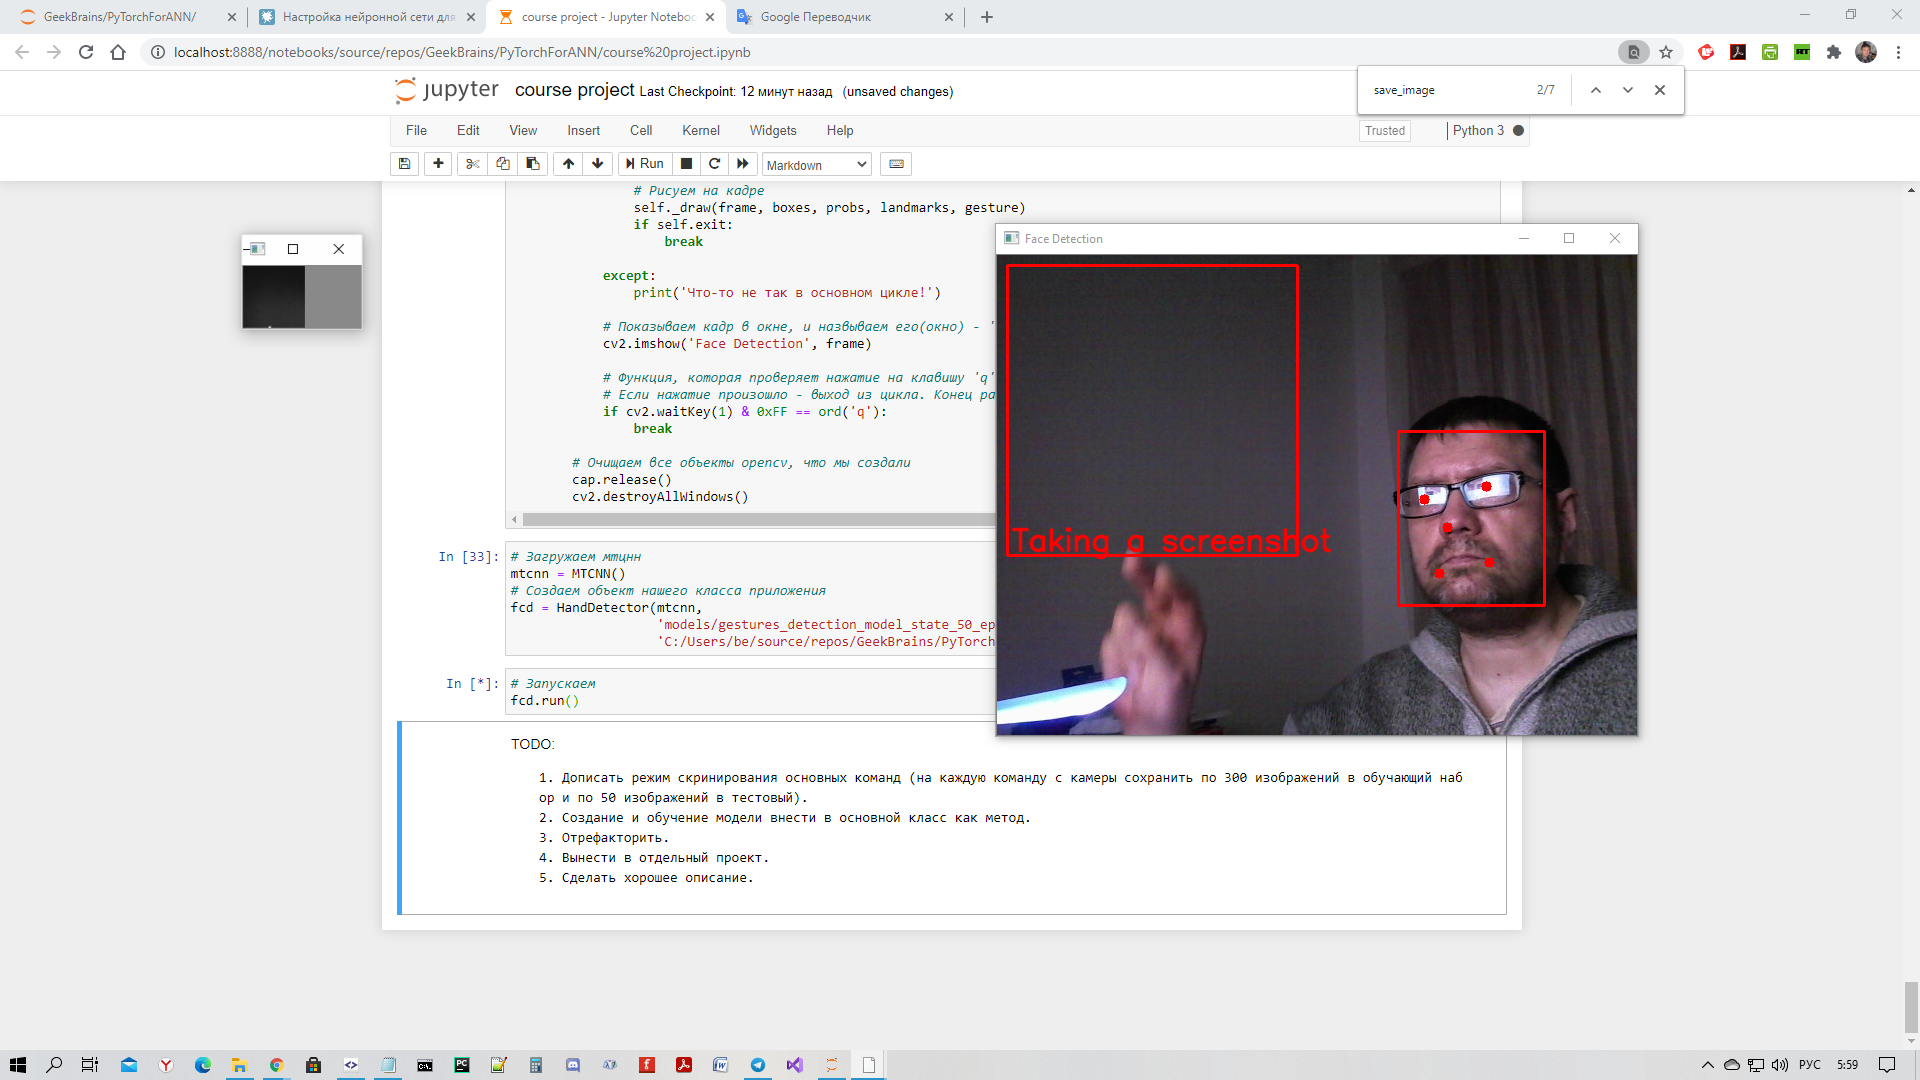 GeekBrains/PyTorchForANN/
Настройка нейронной сети для
course project - Jupyter Noteboo
Google Переводчик
localhost:8888/notebooks/source/repos/GeekBrains/PyTorchForANN/course%20project.ipynb
save_image 2/7
jupyter course project Last Checkpoint: 12 минут назад (unsaved changes)
File Edit View Insert Cell Kernel Widgets Help
Trusted Python 3
Run Markdown
# Рисуем на кадре
self._draw(frame, boxes, probs, landmarks, gesture)
if self.exit:
break
except:
print('Что-то не так в основном цикле!')
# Показываем кадр в окне, и назвываем его(окно) - '
cv2.imshow('Face Detection', frame)
# Функция, которая проверяет нажатие на клавишу 'q'
# Если нажатие произошло - выход из цикла. Конец ра
if cv2.waitKey(1) & 0xFF == ord('q'):
break
# Очищаем все объекты opencv, что мы создали
cap.release()
cv2.destroyAllWindows()
Face Detection
Taking a screenshot
In [33]:
# Загружаем мтцнн
mtcnn = MTCNN()
# Создаем объект нашего класса приложения
fcd = HandDetector(mtcnn,
'models/gestures_detection_model_state_50_ep
'C:/Users/be/source/repos/GeekBrains/PyTorch
In [*]:
# Запускаем
fcd.run()
TODO:
1. Дописать режим скринирования основных команд (на каждую команду с камеры сохранить по 300 изображений в обучающий наб
ор и по 50 изображений в тестовый).
2. Создание и обучение модели внести в основной класс как метод.
3. Отрефакторить.
4. Вынести в отдельный проект.
5. Сделать хорошее описание.
РУС 5:59